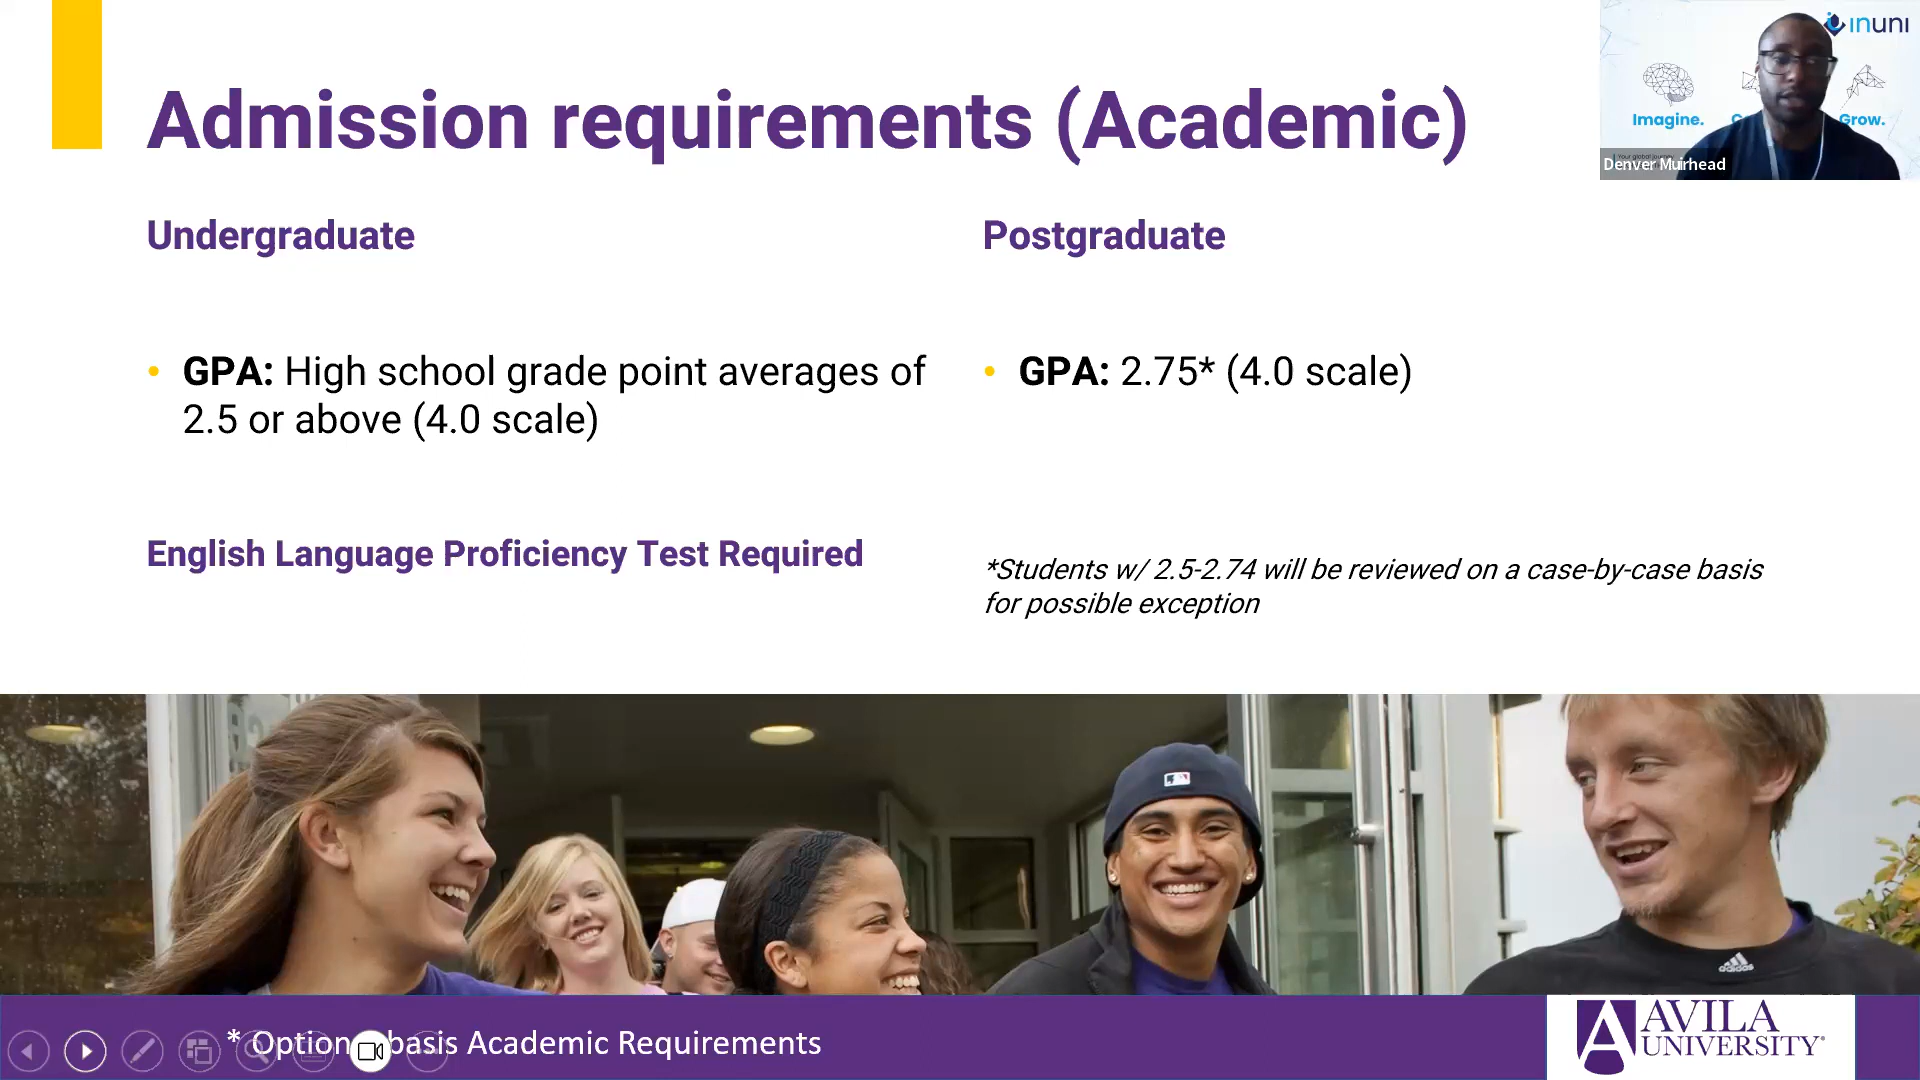 Admission requirements (Academic)
inuni
Imagine.
Grow.
Denver Muirhead
Undergraduate
Postgraduate
• GPA: High school grade point averages of
2.5 or above (4.0 scale)
• GPA: 2.75* (4.0 scale)
English Language Proficiency Test Required
*Students w/ 2.5-2.74 will be reviewed on a case-by-case basis
for possible exception
adidas
* Option basis Academic Requirements
AVILA
UNIVERSITY®